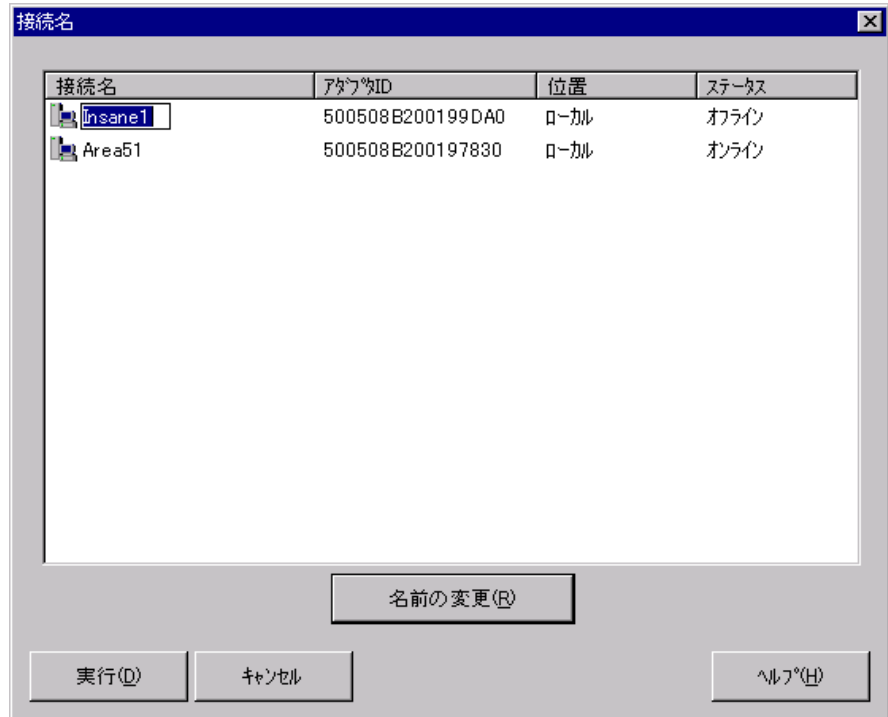 接続名
接続名 ｱﾀﾞﾌﾟﾀID 位置 ｽﾃｰﾀｽ
Insane1 500508B200199DA0 ﾛｰｶﾙ ｵﾌﾗｲﾝ
Area51 500508B200197830 ﾛｰｶﾙ ｵﾝﾗｲﾝ
名前の変更(R)
実行(D) ｷｬﾝｾﾙ ﾍﾙﾌﾟ(H)